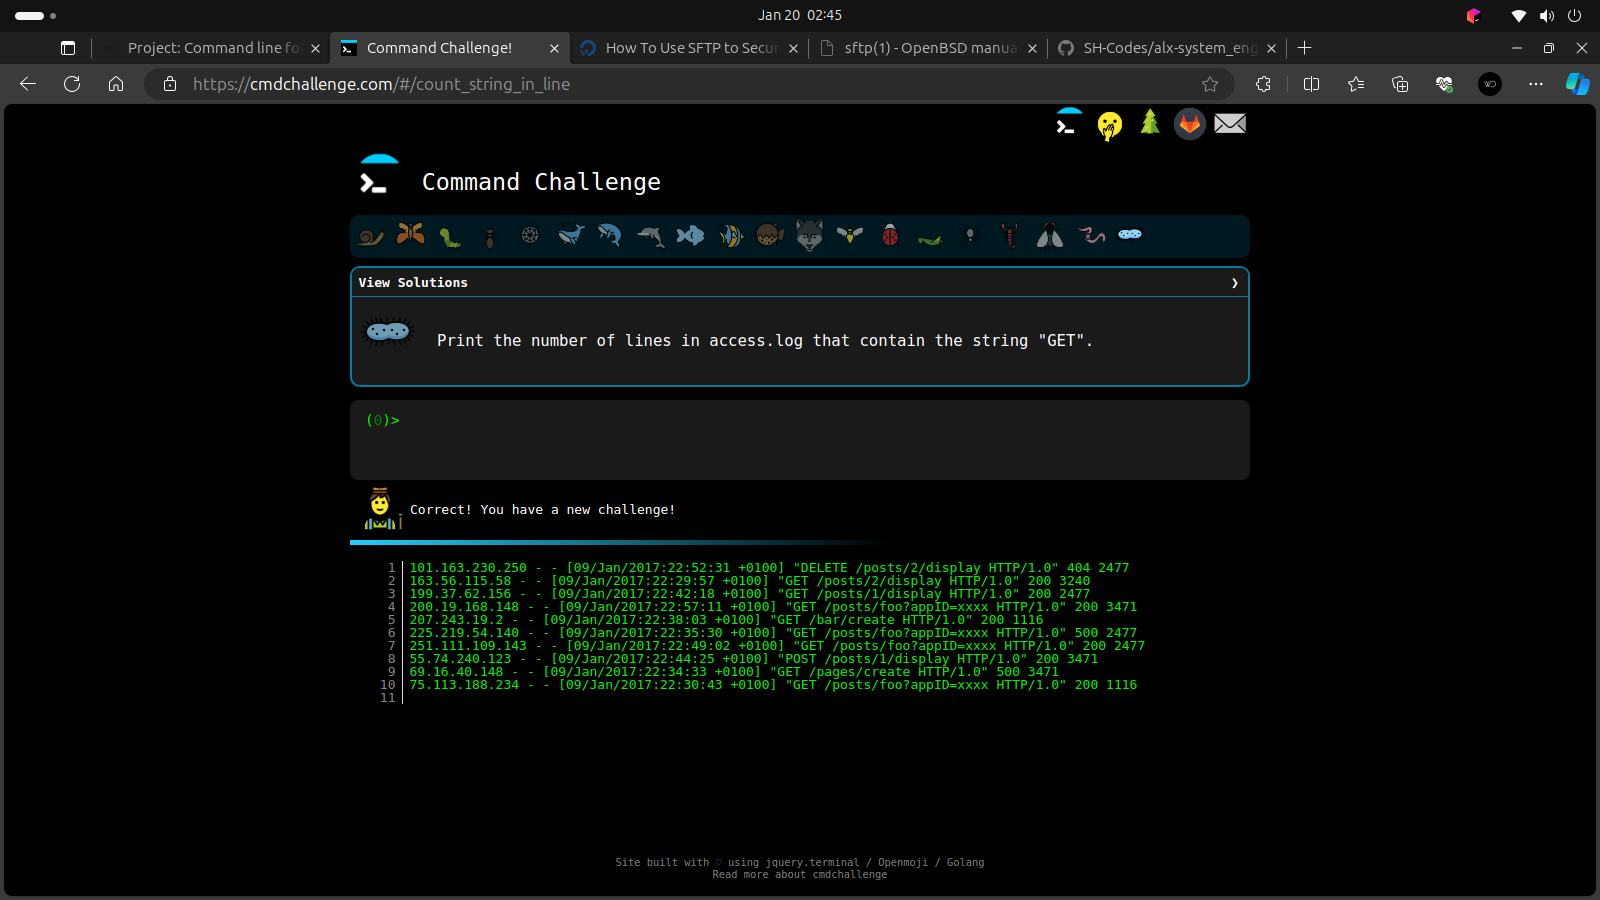 Jan 20 02:45
Project: Command line fo
Command Challenge!
How To Use SFTP to Secur
sftp(1) - OpenBSD manua
SH-Codes/alx-system_eng
https://cmdchallenge.com/#/count_string_in_line
Command Challenge
View Solutions
Print the number of lines in access.log that contain the string "GET".
(0)>
Correct! You have a new challenge!
1 101.163.230.250 - - [09/Jan/2017:22:52:31 +0100] "DELETE /posts/2/display HTTP/1.0" 404 2477
2 163.56.115.58 - - [09/Jan/2017:22:29:57 +0100] "GET /posts/2/display HTTP/1.0" 200 3240
3 199.37.62.156 - - [09/Jan/2017:22:42:18 +0100] "GET /posts/1/display HTTP/1.0" 200 2477
4 200.19.168.148 - - [09/Jan/2017:22:57:11 +0100] "GET /posts/foo?appID=xxxx HTTP/1.0" 200 3471
5 207.243.19.2 - - [09/Jan/2017:22:38:03 +0100] "GET /bar/create HTTP/1.0" 200 1116
6 225.219.54.140 - - [09/Jan/2017:22:35:30 +0100] "GET /posts/foo?appID=xxxx HTTP/1.0" 500 2477
7 251.111.109.143 - - [09/Jan/2017:22:49:02 +0100] "GET /posts/foo?appID=xxxx HTTP/1.0" 200 2477
8 55.74.240.123 - - [09/Jan/2017:22:44:25 +0100] "POST /posts/1/display HTTP/1.0" 200 3471
9 69.16.40.148 - - [09/Jan/2017:22:34:33 +0100] "GET /pages/create HTTP/1.0" 500 3471
10 75.113.188.234 - - [09/Jan/2017:22:30:43 +0100] "GET /posts/foo?appID=xxxx HTTP/1.0" 200 1116
11
Site built with ♡ using jquery.terminal / Openmoji / Golang
Read more about cmdchallenge